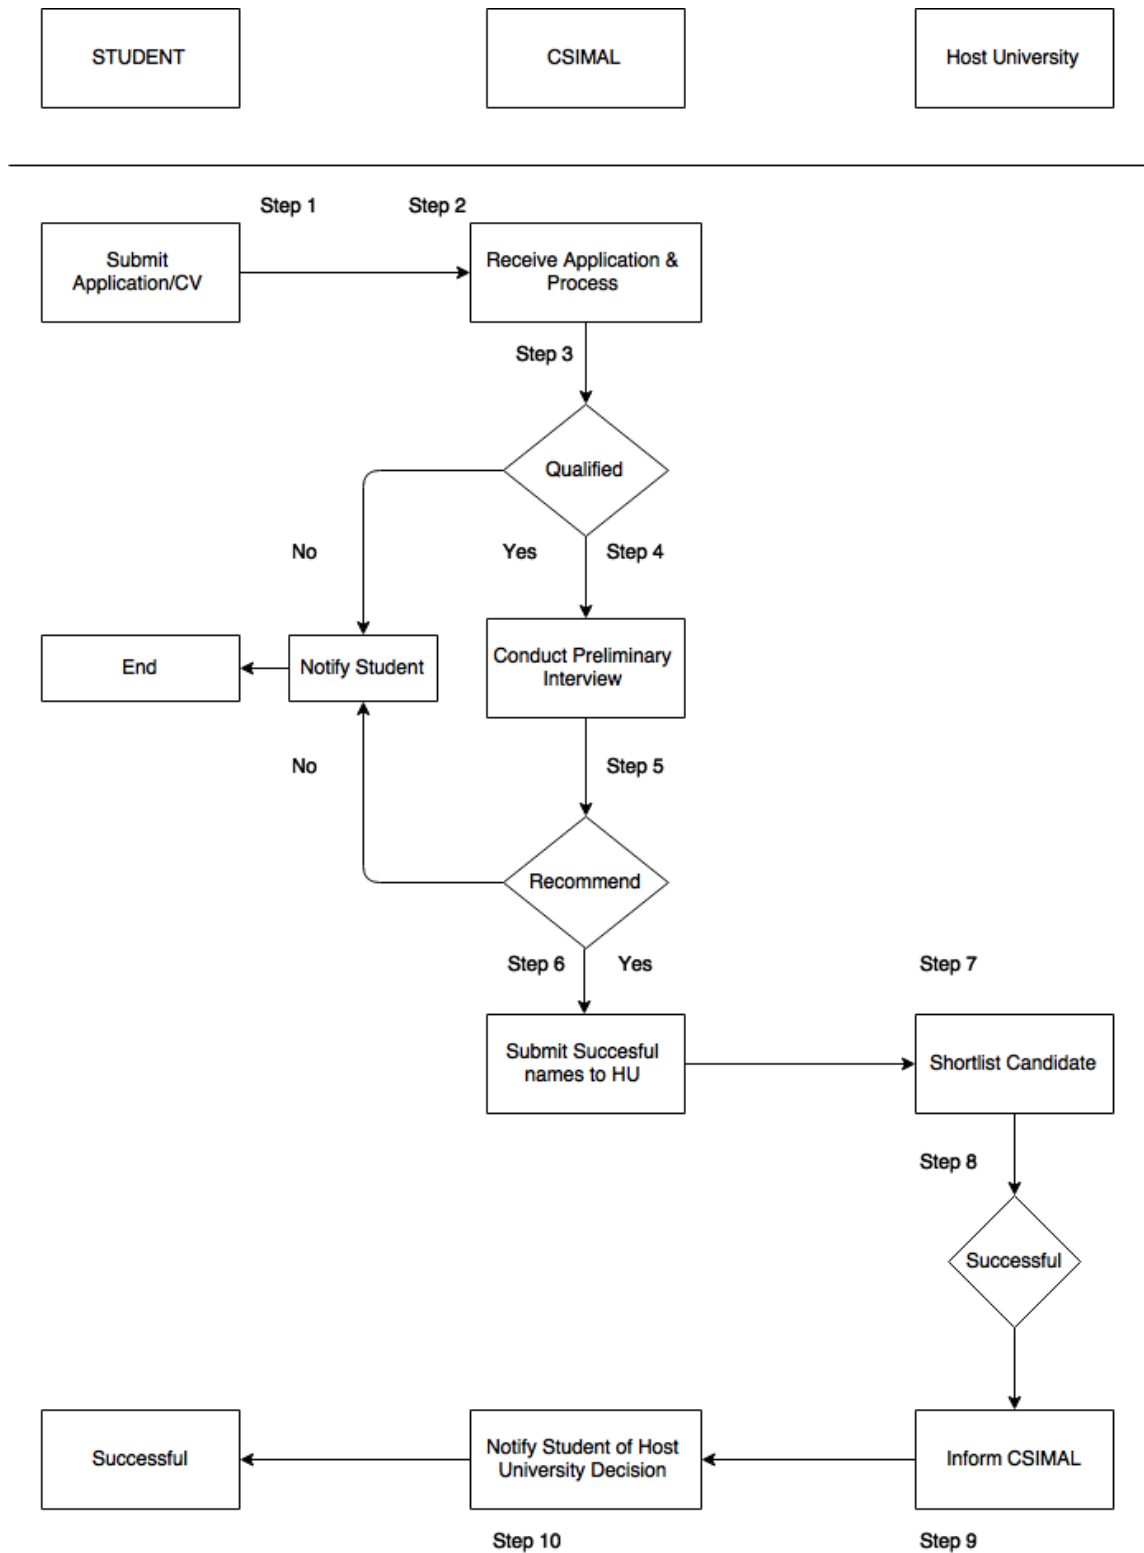 STUDENT
CSIMAL
Host University
Step 1
Step 2
Submit
Application/CV
Receive Application &
Process
Step 3
Qualified
No
Yes
Step 4
End
Notify Student
Conduct Preliminary
Interview
No
Step 5
Recommend
Step 6
Yes
Step 7
Submit Succesful
names to HU
Shortlist Candidate
Step 8
Successful
Successful
Notify Student of Host
University Decision
Inform CSIMAL
Step 10
Step 9